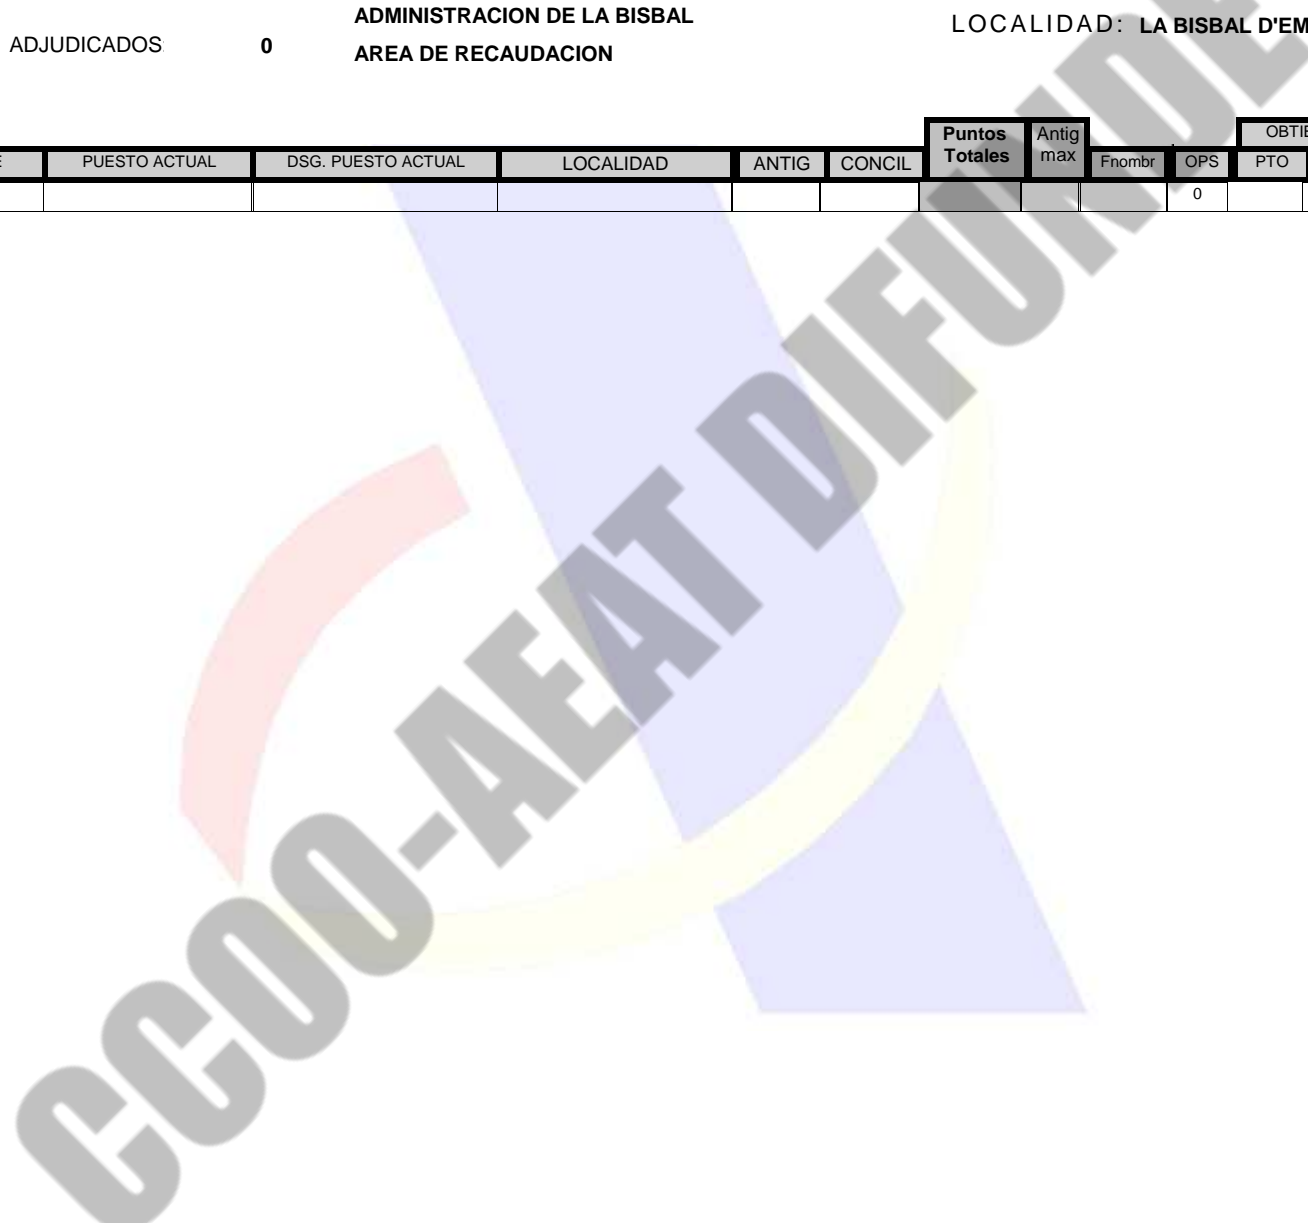 ADMINISTRACION DE LA BISBAL
LOCALIDAD: LA BISBAL D'EM
ADJUDICADOS: 0
AREA DE RECAUDACION
Puntos Totales Antig max OBTIE
E PUESTO ACTUAL DSG. PUESTO ACTUAL LOCALIDAD ANTIG CONCIL Fnombr OPS PTO
0
CCOO-AEAT DIFUNDE